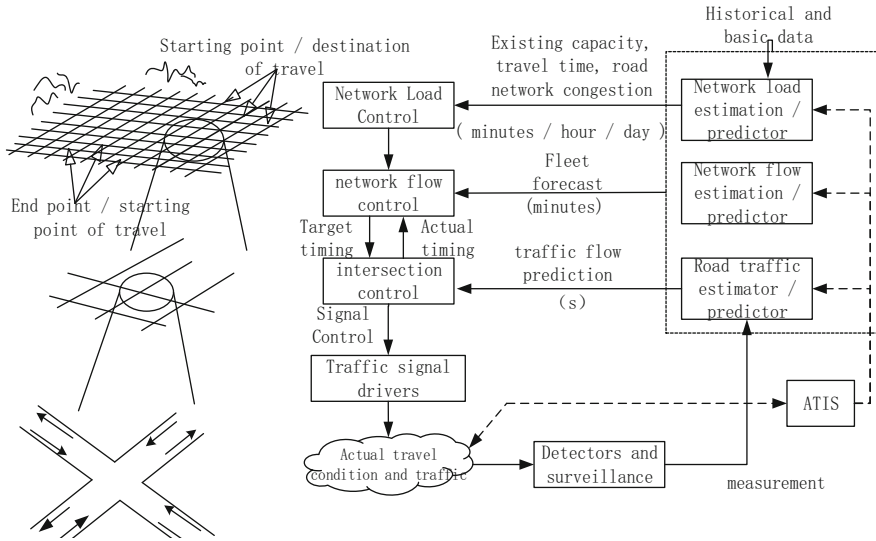 Historical and
basic data
Starting point / destination
of travel
Existing capacity,
travel time, road
network congestion
( minutes / hour / day )
Network Load
Control
Network load
estimation /
predictor
Fleet
forecast
(minutes)
network flow
control
Network flow
estimation /
predictor
End point / starting
point of travel
Target
timing
Actual
timing
traffic flow
prediction
(s)
intersection
control
Road traffic
estimator /
predictor
Signal
Control
Traffic signal
drivers
ATIS
Actual travel
condition and traffic
Detectors and
surveillance
measurement